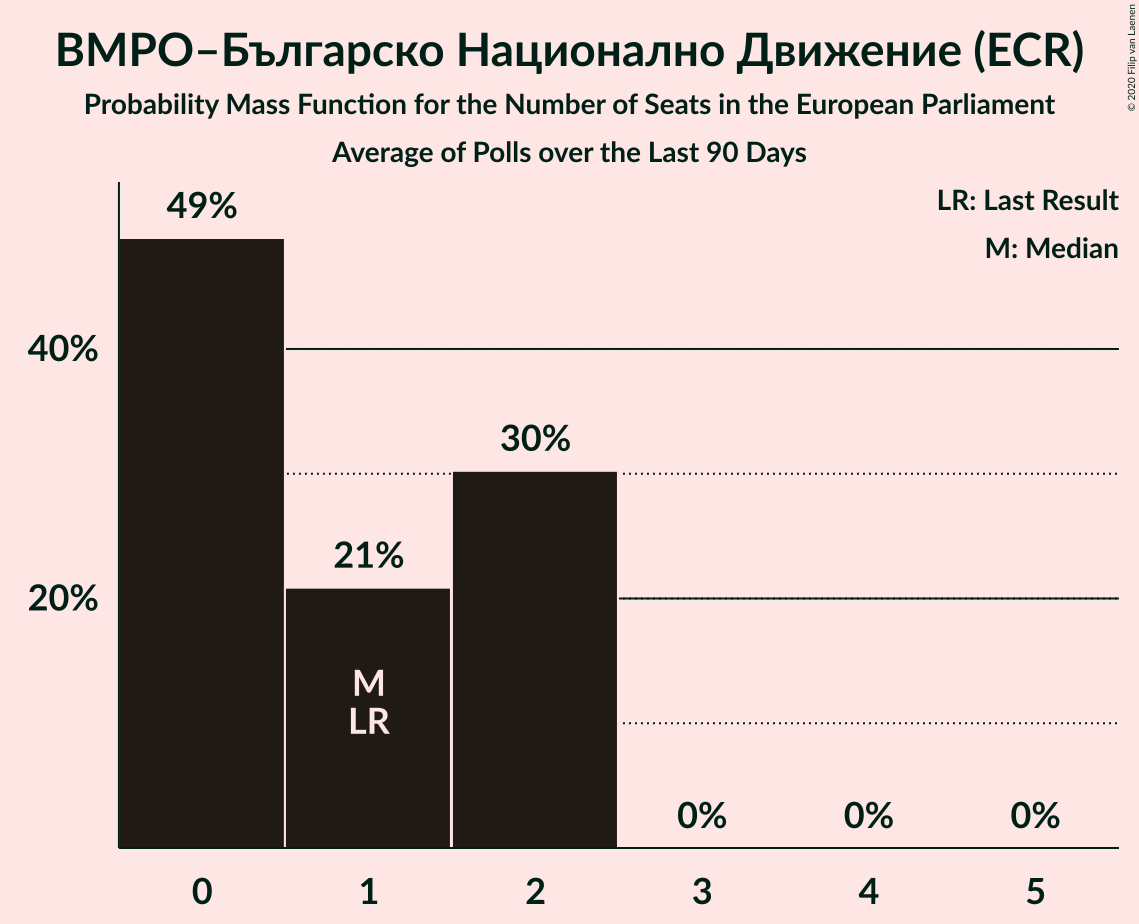 ВМРО–Българско Национално Движение (ECR)
Probability Mass Function for the Number of Seats in the European Parliament
Average of Polls over the Last 90 Days
© 2020 Filip van Laenen
LR: Last Result
M: Median
49%
40%
30%
21%
20%
M
LR
0%
0%
0%
0
1
2
3
4
5